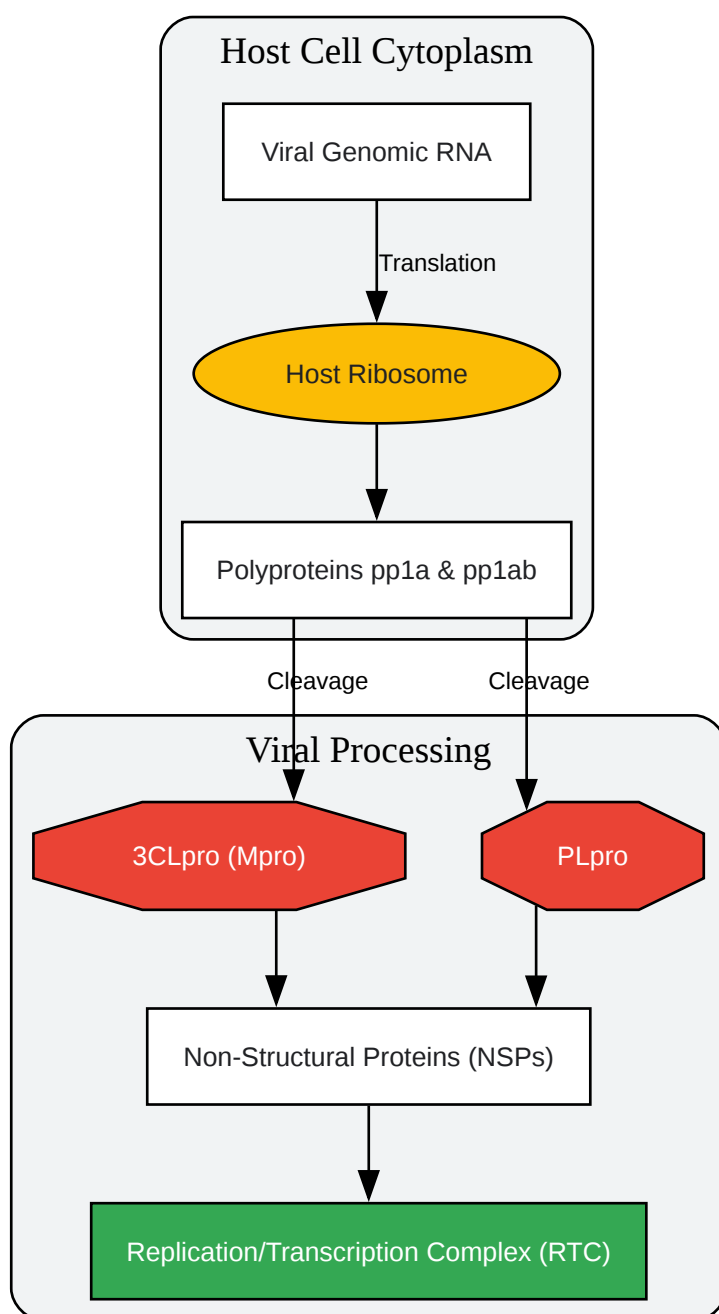 Host Cell Cytoplasm
Viral Genomic RNA
Translation
Host Ribosome
Polyproteins pp1a & pp1ab
Cleavage
Cleavage
Viral Processing
3CLpro (Mpro)
PLpro
Non-Structural Proteins (NSPs)
Replication/Transcription Complex (RTC)